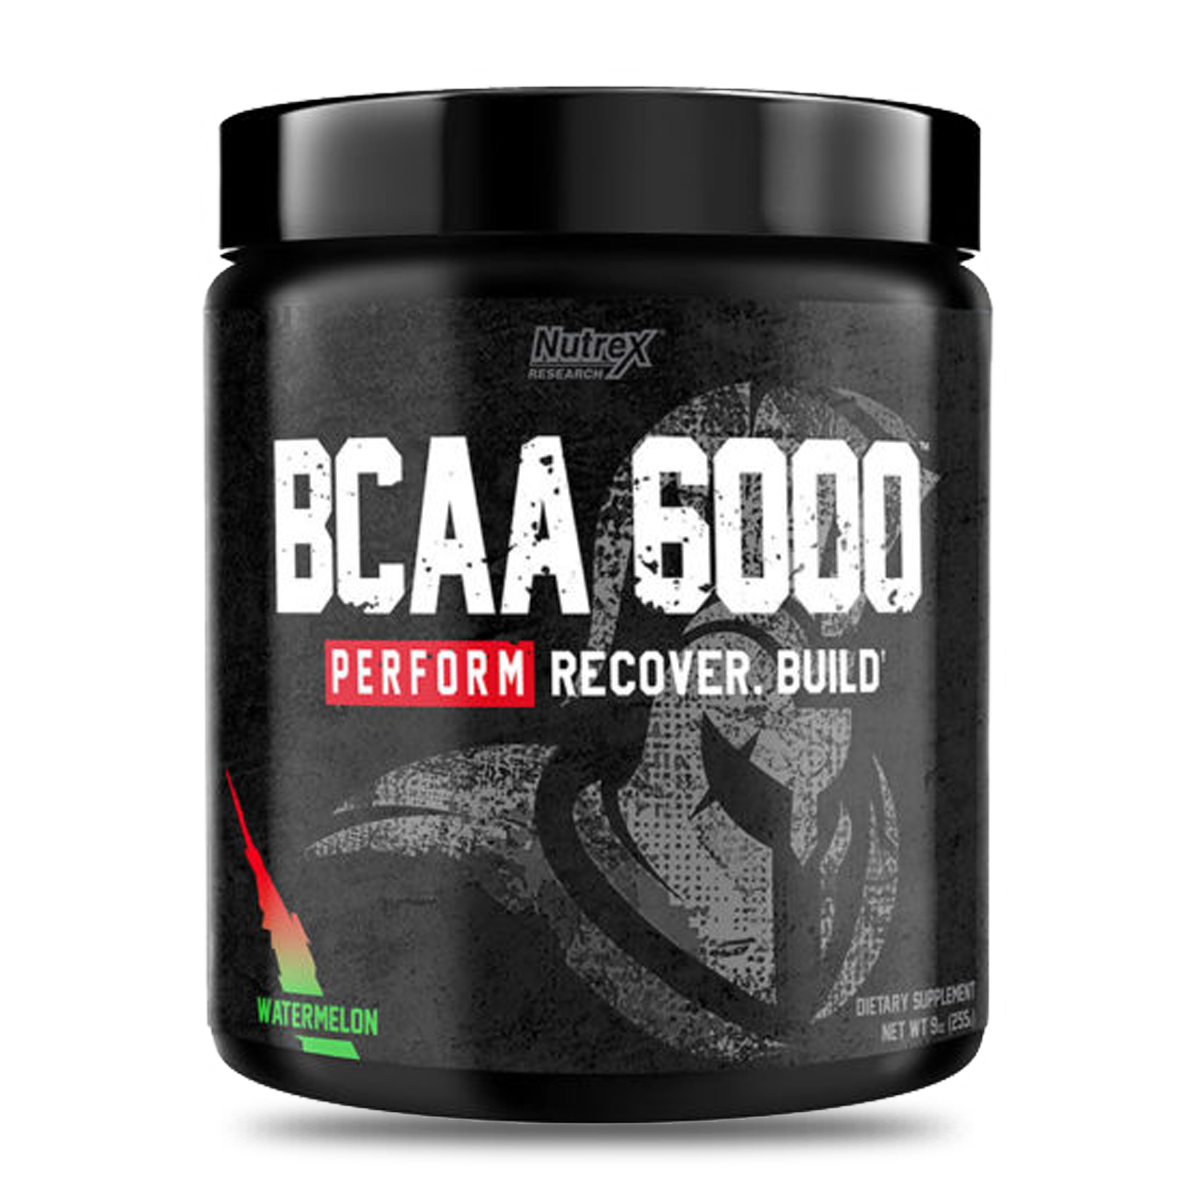 Nutrex
RESEARCH
BCAA 6000™
PERFORM RECOVER. BUILD
WATERMELON
DIETARY SUPPLEMENT
NET WT 9oz (255g)